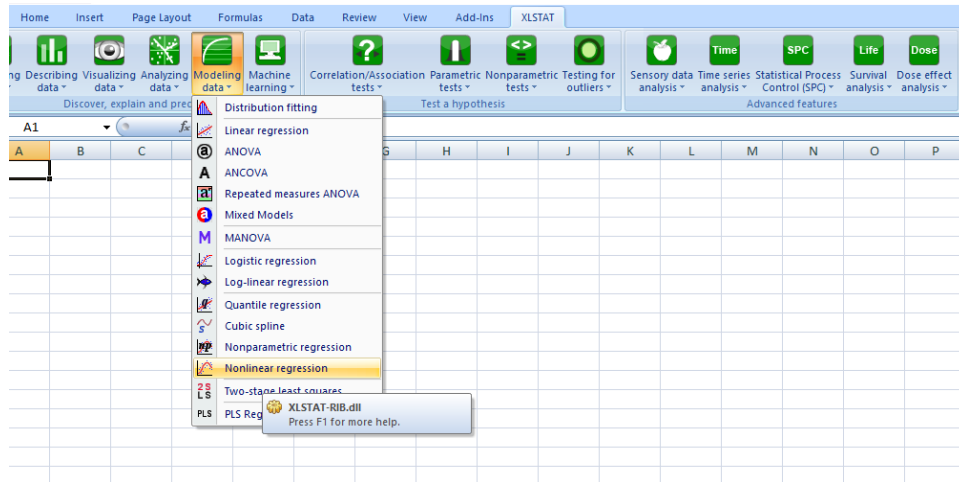 Home Insert Page Layout Formulas Data Review View Add-Ins XLSTAT
ng Describing Visualizing Analyzing Modeling Machine Correlation/Association Parametric Nonparametric Testing for Sensory data Time series Statistical Process Survival Dose effect
data data data data learning tests tests tests outliers analysis analysis Control (SPC) analysis analysis
Time SPC Life Dose
Discover, explain and pred Test a hypothesis Advanced features
A1 fx
A B C G H I J K L M N O P
Distribution fitting
Linear regression
ANOVA
ANCOVA
Repeated measures ANOVA
Mixed Models
MANOVA
Logistic regression
Log-linear regression
Quantile regression
Cubic spline
Nonparametric regression
Nonlinear regression
2S LS Two-stage least squares
PLS PLS Reg
XLSTAT-RIB.dll
Press F1 for more help.